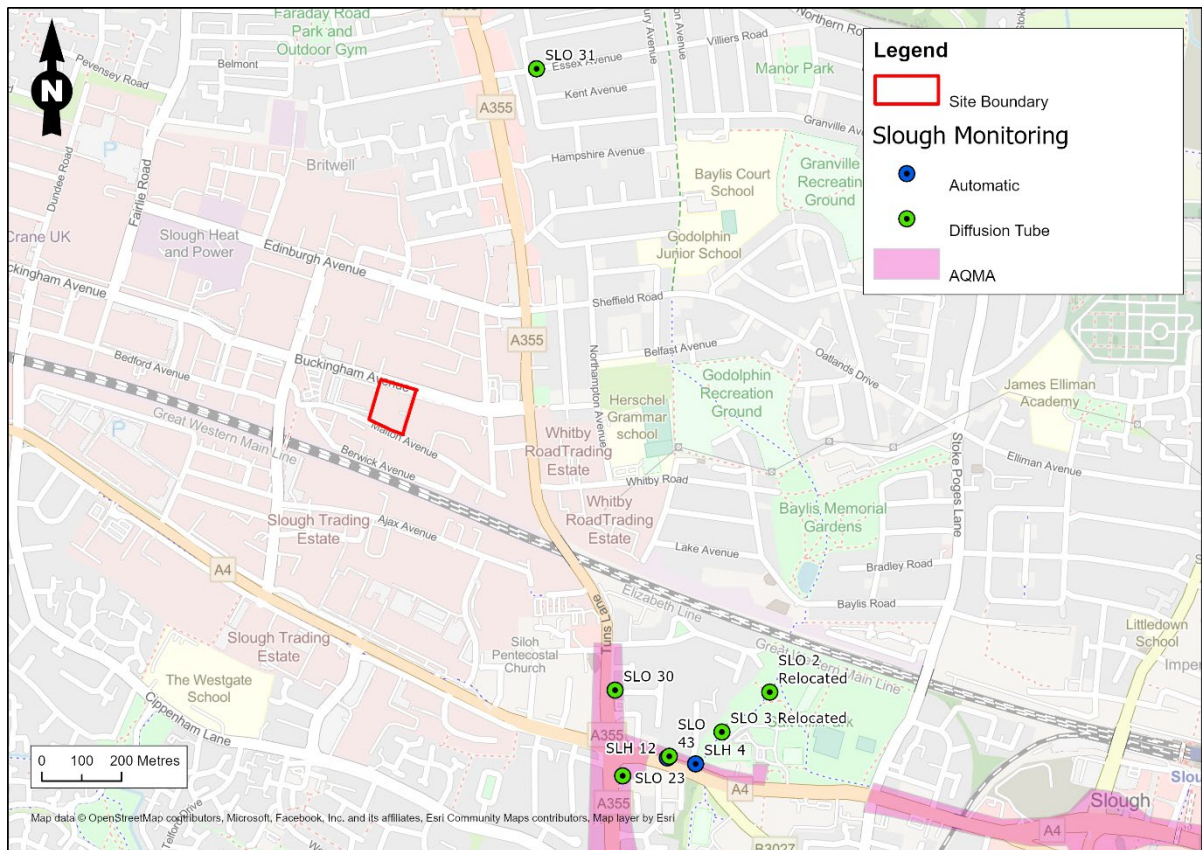 N
Faraday Road
Park and
Outdoor Gym
Pevensey Road
Belmont
Dundee Road
Fairlie Road
P
Britwell
Crane UK
Slough Heat
and Power
Edinburgh Avenue
Buckingham Avenue
SLO 31
Essex Avenue
Villiers Road
Kent Avenue
Hampshire Avenue
A355
Northern Road
Manor Park
Granville Ave
Baylis Court
School
Granville
Recreation
Ground
Godolphin
Junior School
Sheffield Road
A355
Belfast Avenue
Northampton Avenue
Oatlands Drive
Herschel
Grammar
school
Godolphin
Recreation
Ground
James Elliman
Academy
Elliman Avenue
Stoke Poges Lane
Legend
Site Boundary
Slough Monitoring
Automatic
Diffusion Tube
AQMA
uckingham Avenue
Bedford Avenue
Great Western Main Line
P
Malton Avenue
Berwick Avenue
Ajax Avenue
Slough Trading
Estate
A4
Slough Trading
Estate
The Westgate
School
Cippenham Lane
Whitby
RoadTrading
Estate
Whitby Road
Whitby
RoadTrading
Estate
Lake Avenue
Baylis Memorial
Gardens
Bradley Road
Baylis Road
Tuns Lane
Elizabeth Line
Great Western Main Line
Siloh
Pentecostal
Church
Littledown
School
SLO 30
SLO 2
Relocated
SLO 3 Relocated
SLO
43
SLH 12
SLH 4
SLO 23
A355
A355
A4
B3027
Slough
A4
0 100 200 Metres
Map data © OpenStreetMap contributors, Microsoft, Facebook, Inc. and its affiliates, Esri Community Maps contributors, Map layer by Esri